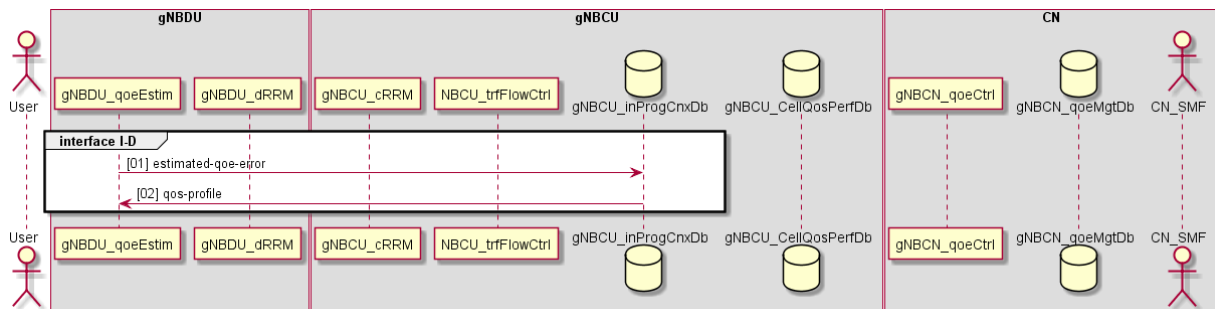 gNBDU
gNBCU
CN
User
gNBDU_qoeEstim
gNBDU_dRRM
gNBCU_cRRM
NBCU_trfFlowCtrl
gNBCU_inProgCnxDb
gNBCU_CellQosPerfDb
gNBCN_qoeCtrl
gNBCN_qoeMgtDb
CN_SMF
interface I-D
[01] estimated-qoe-error
[02] qos-profile
User
gNBDU_qoeEstim
gNBDU_dRRM
gNBCU_cRRM
NBCU_trfFlowCtrl
gNBCU_inProgCnxDb
gNBCU_CellQosPerfDb
gNBCN_qoeCtrl
gNBCN_qoeMgtDb
CN_SMF